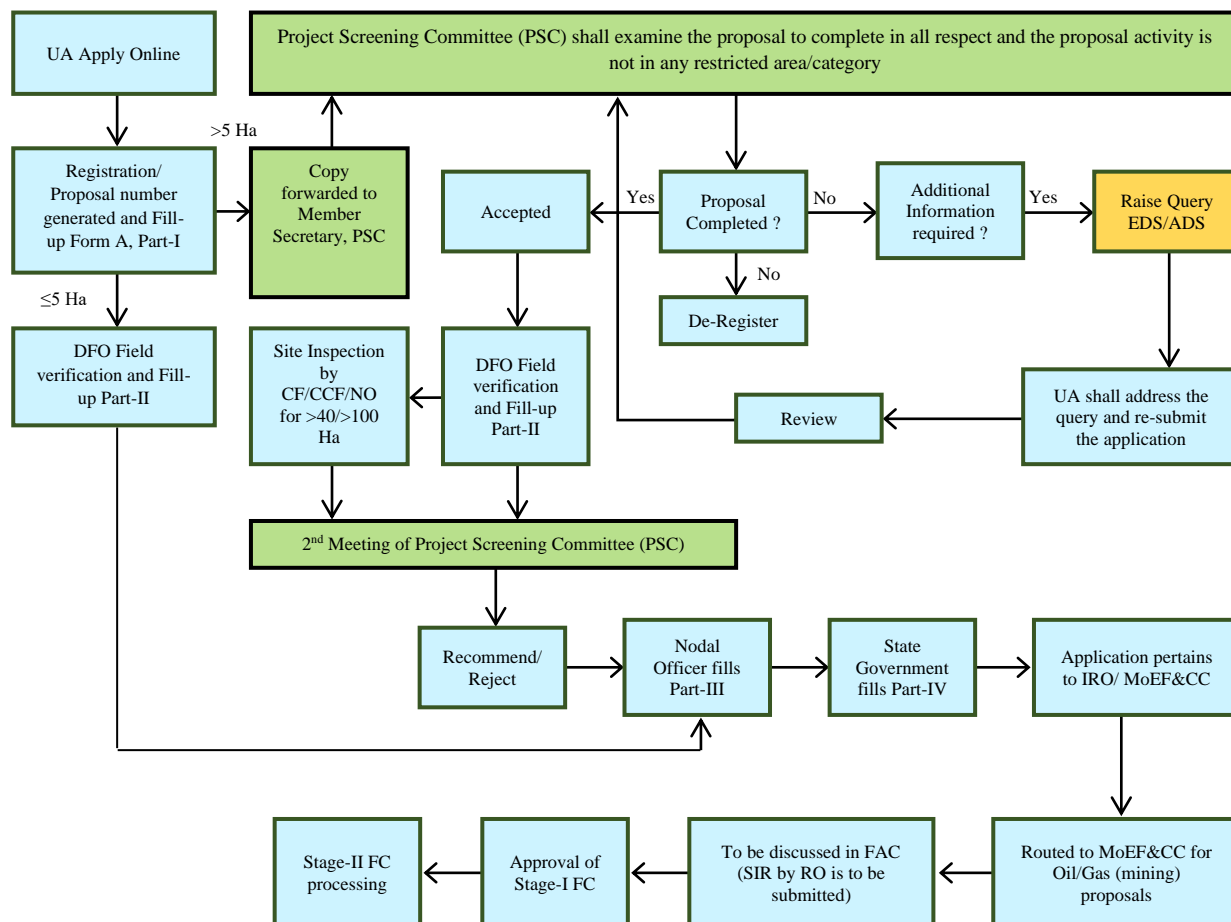 UA Apply Online
Project Screening Committee (PSC) shall examine the proposal to complete in all respect and the proposal activity is
not in any restricted area/category
>5 Ha
Registration/
Proposal number
generated and Fill-
up Form A, Part-I
Copy
forwarded to
Member
Secretary, PSC
Accepted
Yes
Proposal
Completed ?
No
Additional
Information
required ?
Yes
Raise Query
EDS/ADS
No
De-Register
≤5 Ha
DFO Field
verification and Fill-
up Part-II
Site Inspection
by
CF/CCF/NO
for >40/>100
Ha
DFO Field
verification
and Fill-up
Part-II
Review
UA shall address the
query and re-submit
the application
2nd Meeting of Project Screening Committee (PSC)
Recommend/
Reject
Nodal
Officer fills
Part-III
State
Government
fills Part-IV
Application pertains
to IRO/ MoEF&CC
Stage-II FC
processing
Approval of
Stage-I FC
To be discussed in FAC
(SIR by RO is to be
submitted)
Routed to MoEF&CC for
Oil/Gas (mining)
proposals